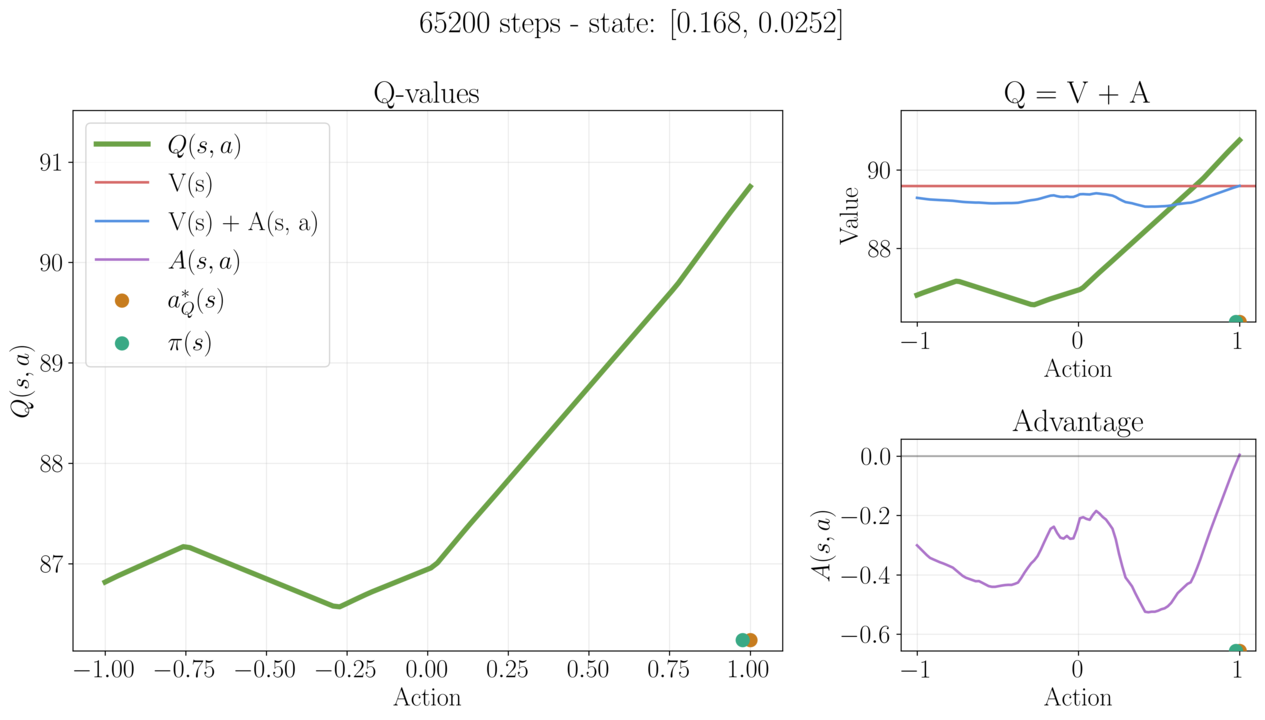 65200 steps - state: [0.168, 0.0252]
Q-values
Q(s, a)
91
90
89
88
87
Q(s, a)
V(s)
V(s) + A(s, a)
A(s, a)
a*Q(s)
π(s)
−1.00 −0.75 −0.50 −0.25 0.00 0.25 0.50 0.75 1.00
Action
Q = V + A
Value
90
88
−1 0 1
Action
Advantage
A(s, a)
0.0
−0.2
−0.4
−0.6
−1 0 1
Action